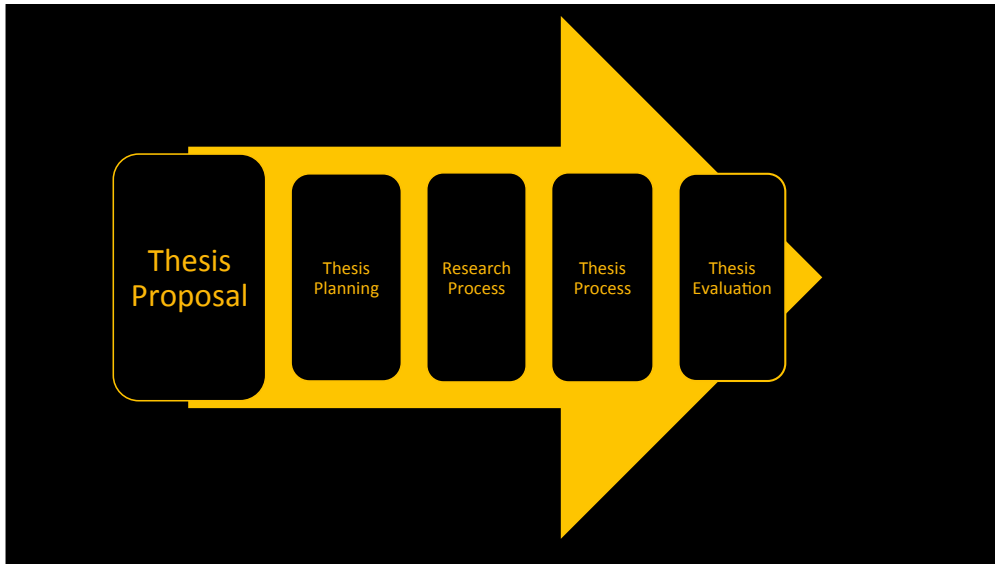 Thesis
Proposal
Thesis
Planning
Research
Process
Thesis
Process
Thesis
Evaluation